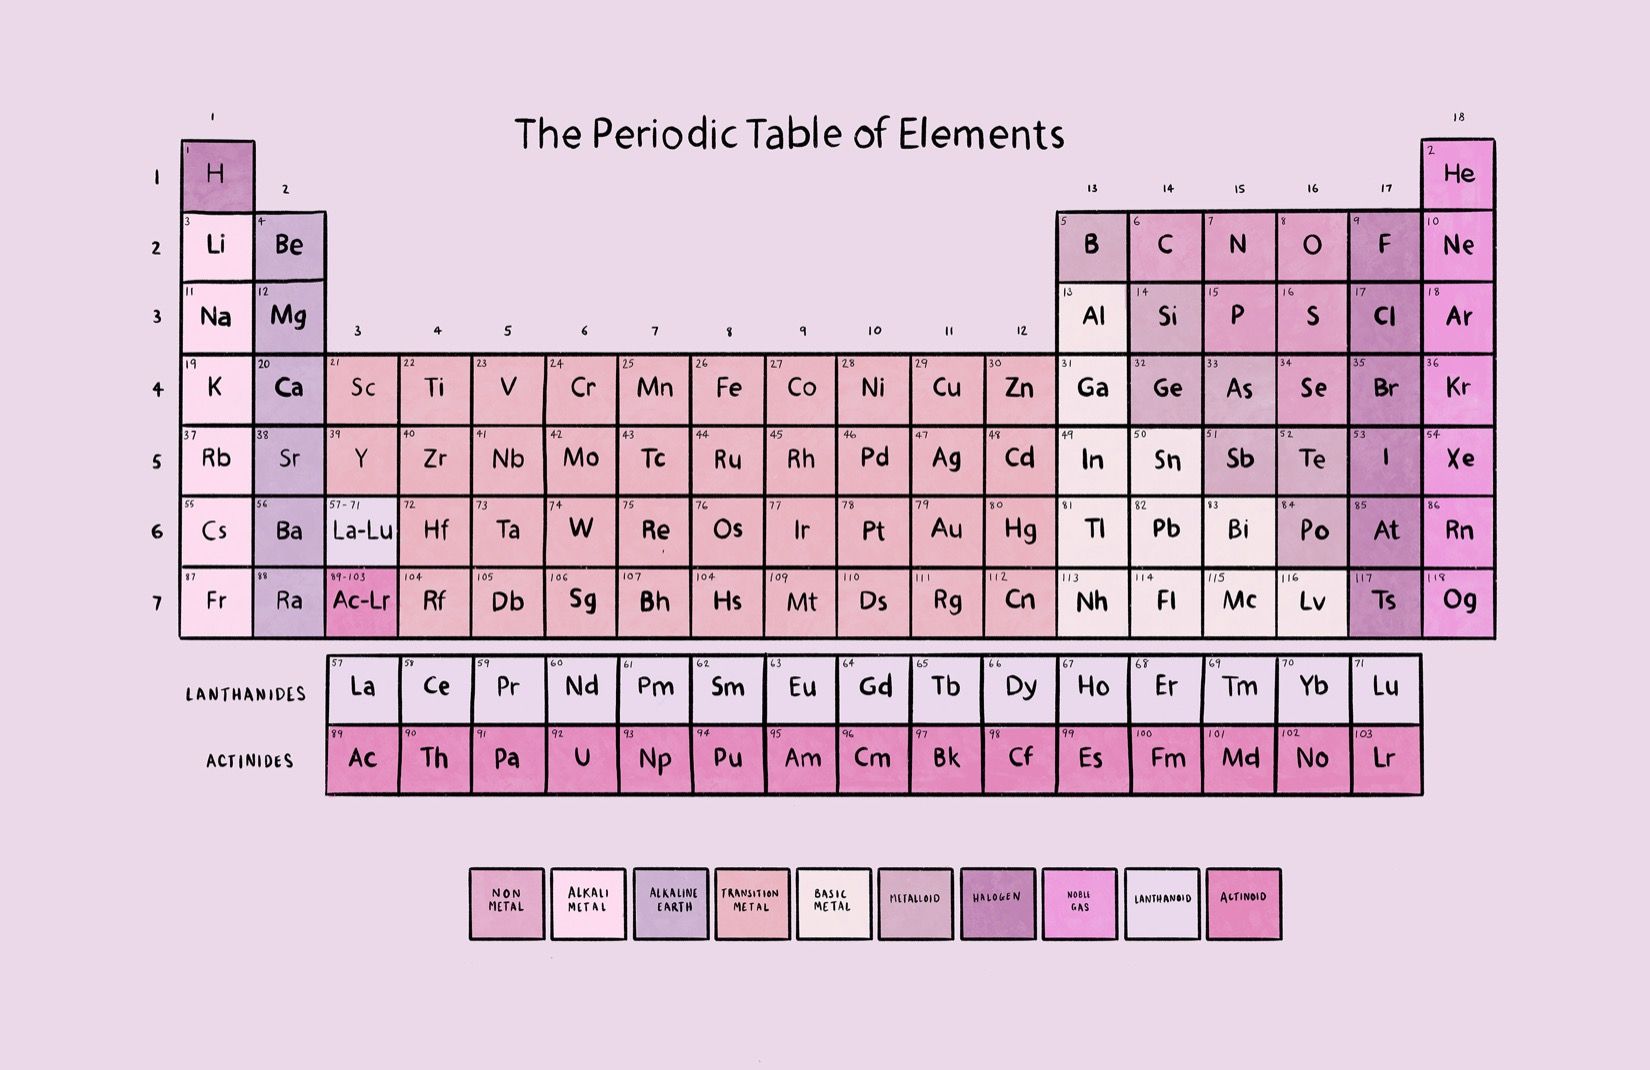 The Periodic Table of Elements
1 18
1 1 H 2 He
2 13 14 15 16 17
2 3 Li 4 Be 5 B 6 C 7 N 8 O 9 F 10 Ne
3 11 Na 12 Mg 13 Al 14 Si 15 P 16 S 17 Cl 18 Ar
3 4 5 6 7 8 9 10 11 12
4 19 K 20 Ca 21 Sc 22 Ti 23 V 24 Cr 25 Mn 26 Fe 27 Co 28 Ni 29 Cu 30 Zn 31 Ga 32 Ge 33 As 34 Se 35 Br 36 Kr
5 37 Rb 38 Sr 39 Y 40 Zr 41 Nb 42 Mo 43 Tc 44 Ru 45 Rh 46 Pd 47 Ag 48 Cd 49 In 50 Sn 51 Sb 52 Te 53 I 54 Xe
6 55 Cs 56 Ba 57-71 La-Lu 72 Hf 73 Ta 74 W 75 Re 76 Os 77 Ir 78 Pt 79 Au 80 Hg 81 Tl 82 Pb 83 Bi 84 Po 85 At 86 Rn
7 87 Fr 88 Ra 89-103 Ac-Lr 104 Rf 105 Db 106 Sg 107 Bh 104 Hs 109 Mt 110 Ds 111 Rg 112 Cn 113 Nh 114 Fl 115 Mc 116 Lv 117 Ts 118 Og
LANTHANIDES 57 La 58 Ce 59 Pr 60 Nd 61 Pm 62 Sm 63 Eu 64 Gd 65 Tb 66 Dy 67 Ho 68 Er 69 Tm 70 Yb 71 Lu
ACTINIDES 89 Ac 90 Th 91 Pa 92 U 93 Np 94 Pu 95 Am 96 Cm 97 Bk 98 Cf 99 Es 100 Fm 101 Md 102 No 103 Lr
NON METAL
ALKALI METAL
ALKALINE EARTH
TRANSITION METAL
BASIC METAL
METALLOID
HALOGEN
NOBLE GAS
LANTHANOID
ACTINOID